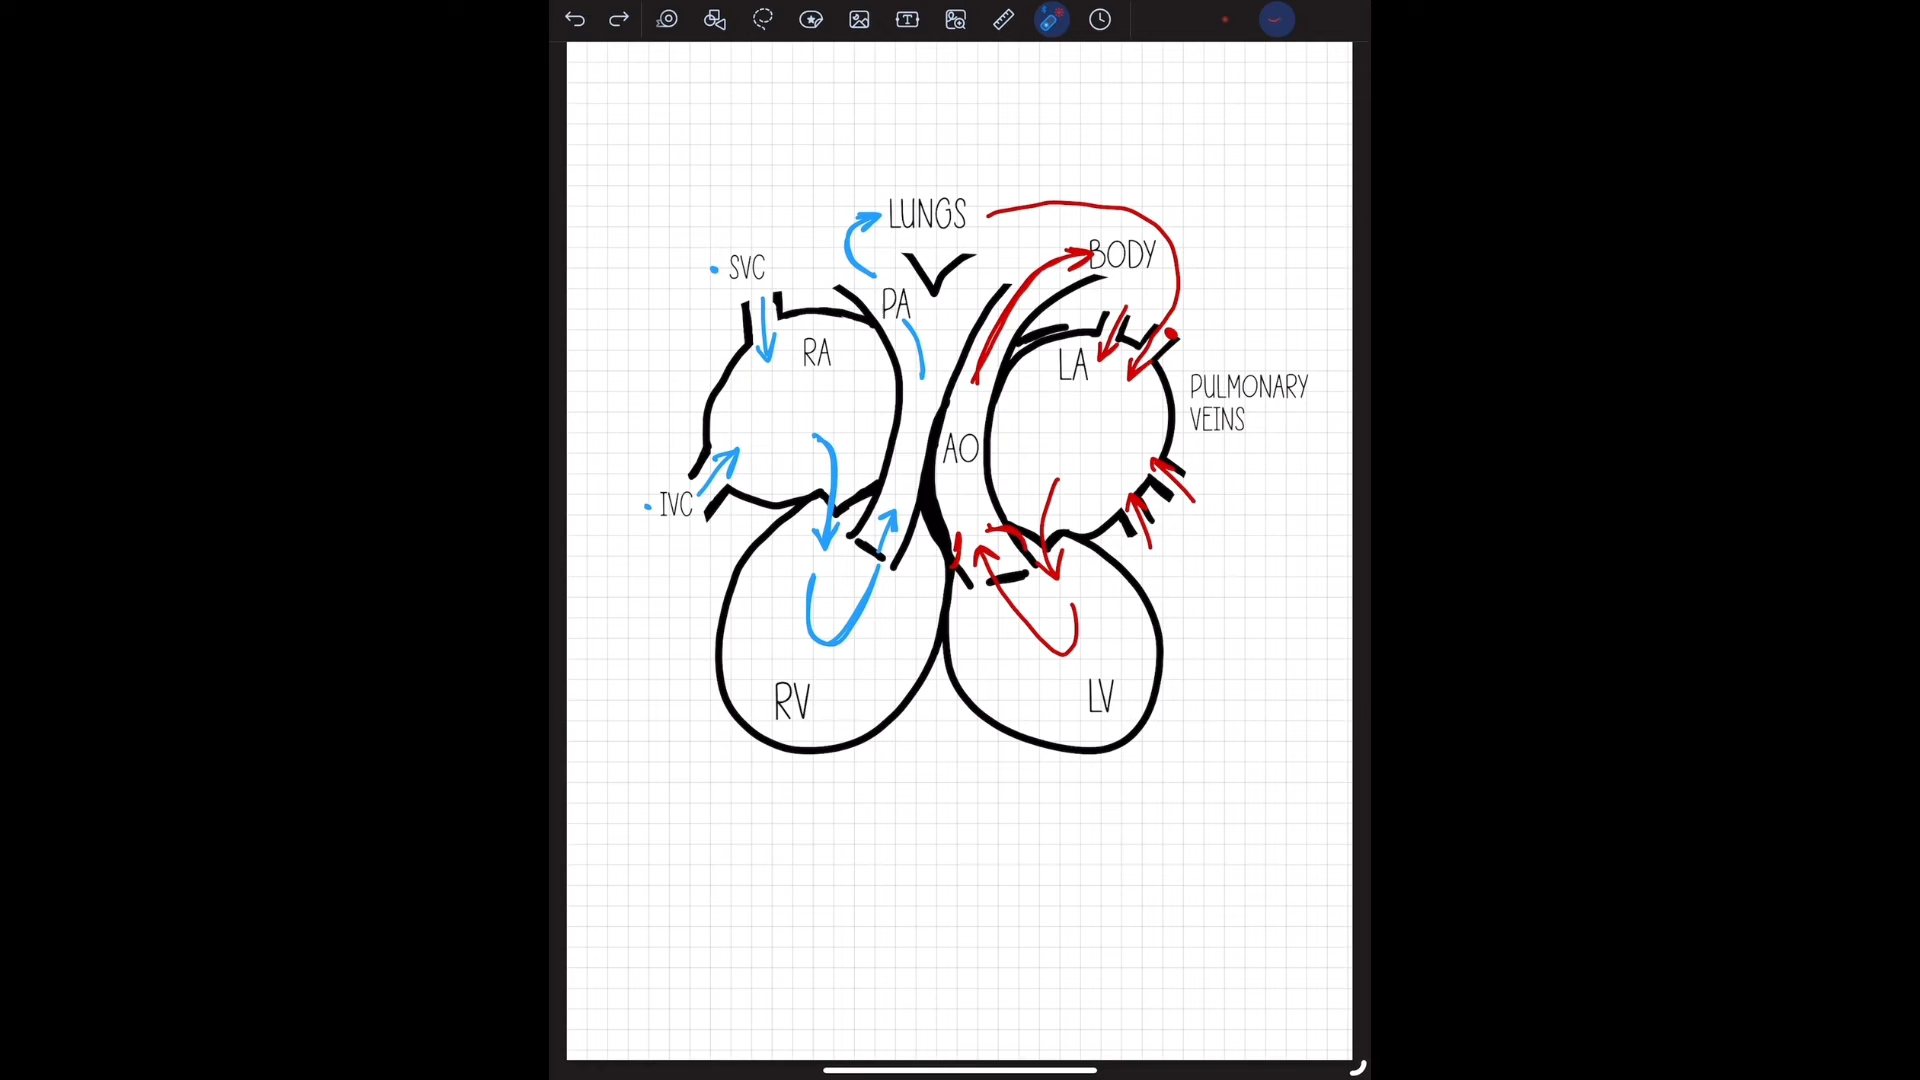 LUNGS
BODY
SVC
PA
RA
LA
PULMONARY
VEINS
AO
IVC
RV
LV